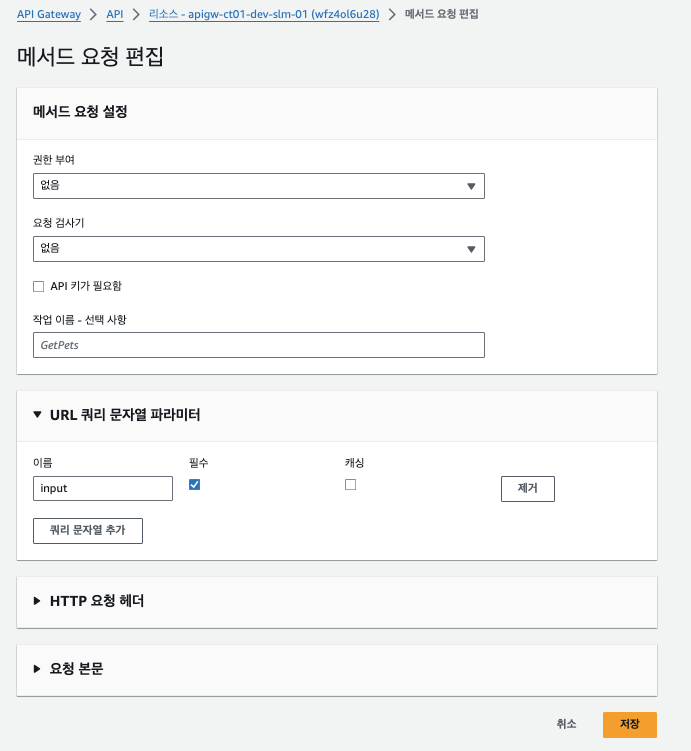 API Gateway > API > 리소스 - apigw-ct01-dev-slm-01 (wfz4ol6u28) > 메서드 요청 편집
메서드 요청 편집
메서드 요청 설정
권한 부여
없음
요청 검사기
없음
API 키가 필요함
작업 이름 - 선택 사항
GetPets
URL 쿼리 문자열 파라미터
이름 필수 캐싱
input 제거
쿼리 문자열 추가
HTTP 요청 헤더
요청 본문
취소 저장